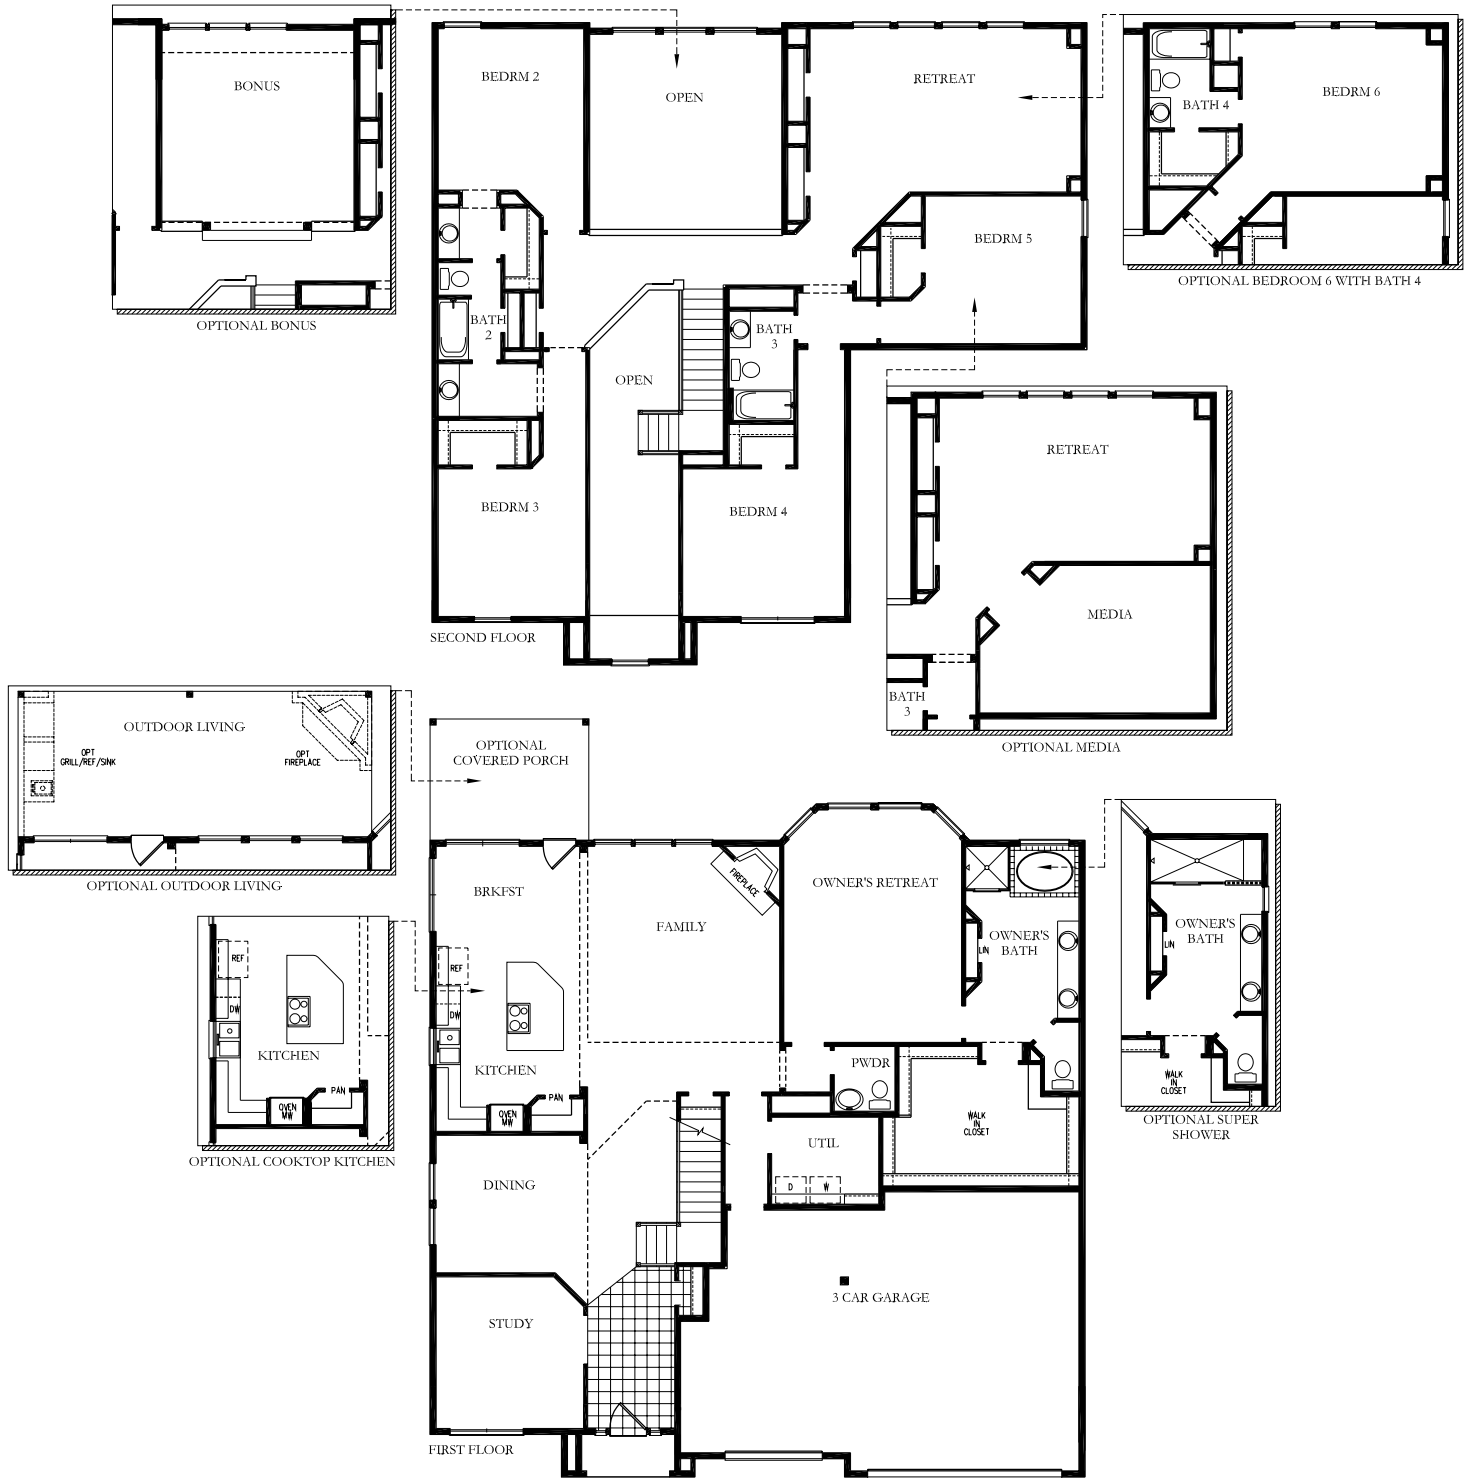 BONUS
OPTIONAL BONUS
BEDRM 2
OPEN
RETREAT
BATH 4
BEDRM 6
OPTIONAL BEDROOM 6 WITH BATH 4
BEDRM 5
BATH
2
BATH
3
OPEN
BEDRM 3
BEDRM 4
SECOND FLOOR
RETREAT
MEDIA
BATH
3
OPTIONAL MEDIA
OUTDOOR LIVING
OPT
GRILL/REF/SINK
OPT
FIREPLACE
OPTIONAL OUTDOOR LIVING
OPTIONAL
COVERED PORCH
BRKFST
FAMILY
FIREPLACE
OWNER'S RETREAT
OWNER'S
BATH
LIN
REF
DW
KITCHEN
OVEN
MW
PAN
PWDR
WALK
IN
CLOSET
UTIL
D
W
DINING
STUDY
3 CAR GARAGE
FIRST FLOOR
REF
DW
KITCHEN
PAN
OVEN
MW
OPTIONAL COOKTOP KITCHEN
OWNER'S
BATH
LIN
WALK
IN
CLOSET
OPTIONAL SUPER
SHOWER